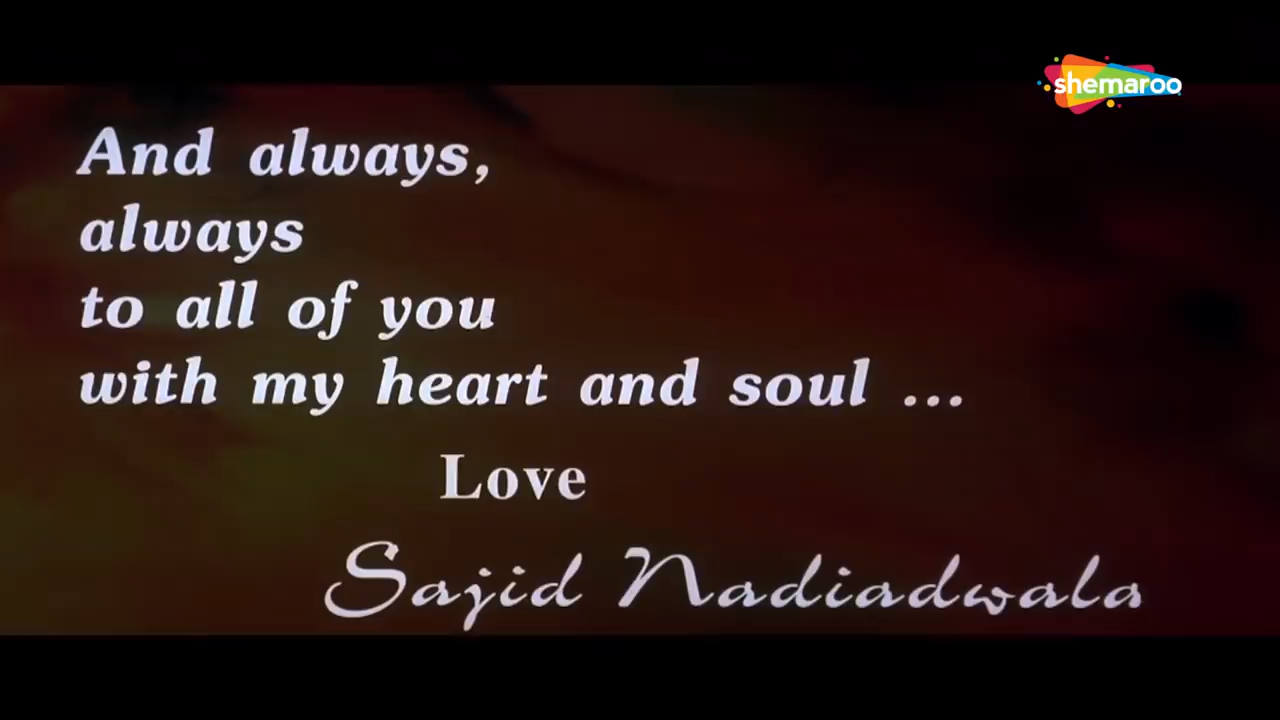 shemaroo
And always,
always
to all of you
with my heart and soul ...
Love
Sajid Nadiadwala